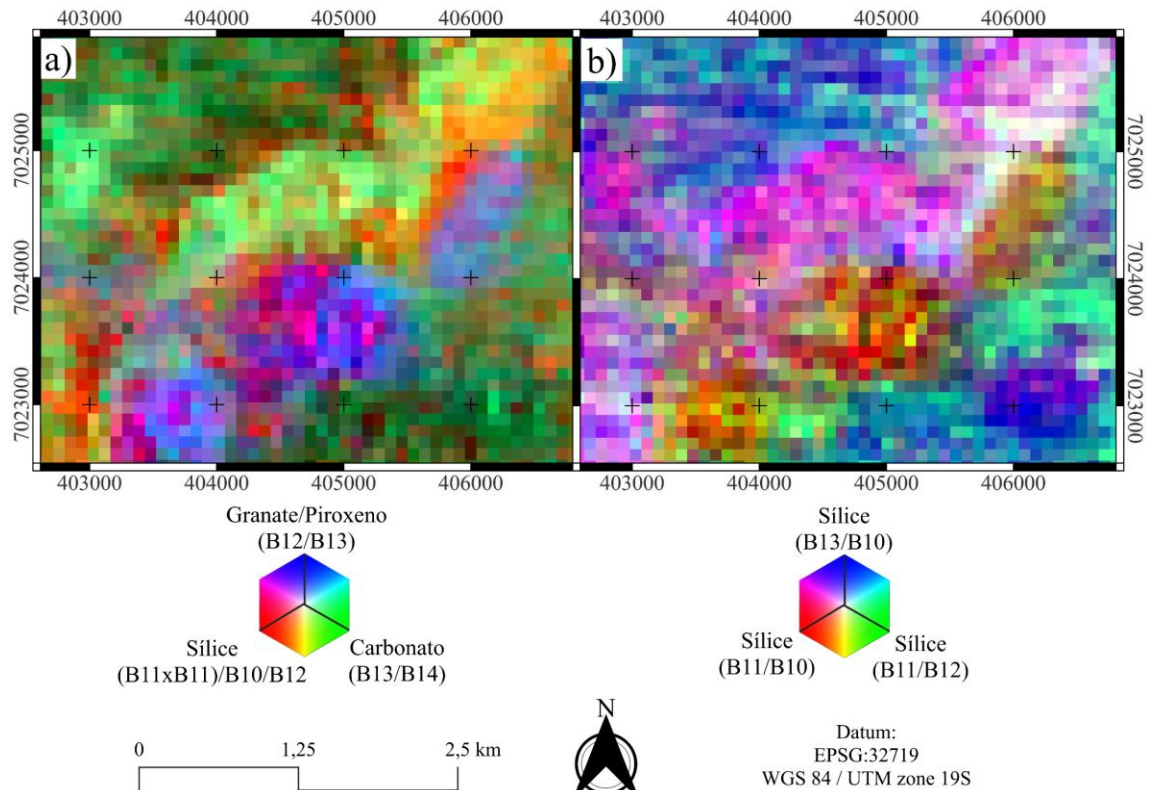 403000 404000 405000 406000 403000 404000 405000 406000
a) b)
7025000 7025000
7024000 7024000
7023000 7023000
403000 404000 405000 406000 403000 404000 405000 406000
Granate/Piroxeno
(B12/B13)
Sílice
(B11xB11)/B10/B12
Carbonato
(B13/B14)
Sílice
(B13/B10)
Sílice
(B11/B10)
Sílice
(B11/B12)
0 1,25 2,5 km
N
Datum:
EPSG:32719
WGS 84 / UTM zone 19S